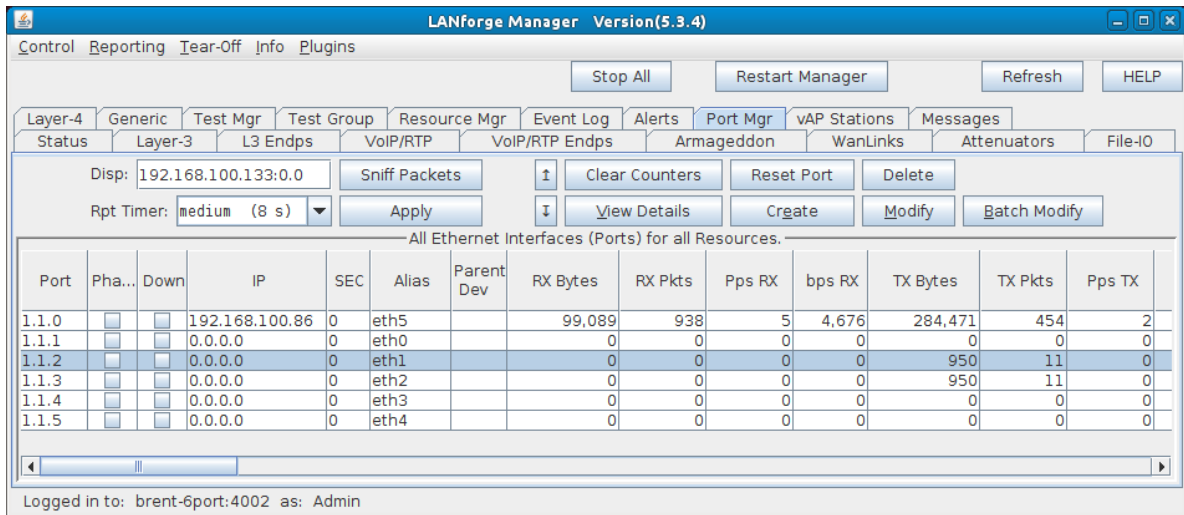 LANforge Manager Version(5.3.4)
Control Reporting Tear-Off Info Plugins
Stop All Restart Manager Refresh HELP
Layer-4 Generic Test Mgr Test Group Resource Mgr Event Log Alerts Port Mgr vAP Stations Messages
Status Layer-3 L3 Endps VoIP/RTP VoIP/RTP Endps Armageddon WanLinks Attenuators File-IO
Disp: 192.168.100.133:0.0 Sniff Packets Clear Counters Reset Port Delete
Rpt Timer: medium (8 s) Apply View Details Create Modify Batch Modify
All Ethernet Interfaces (Ports) for all Resources.
Port Pha... Down IP SEC Alias Parent Dev RX Bytes RX Pkts Pps RX bps RX TX Bytes TX Pkts Pps TX
1.1.0 192.168.100.86 0 eth5 99,089 938 5 4,676 284,471 454 2
1.1.1 0.0.0.0 0 eth0 0 0 0 0 0 0 0
1.1.2 0.0.0.0 0 eth1 0 0 0 0 950 11 0
1.1.3 0.0.0.0 0 eth2 0 0 0 0 950 11 0
1.1.4 0.0.0.0 0 eth3 0 0 0 0 0 0 0
1.1.5 0.0.0.0 0 eth4 0 0 0 0 0 0 0
Logged in to: brent-6port:4002 as: Admin